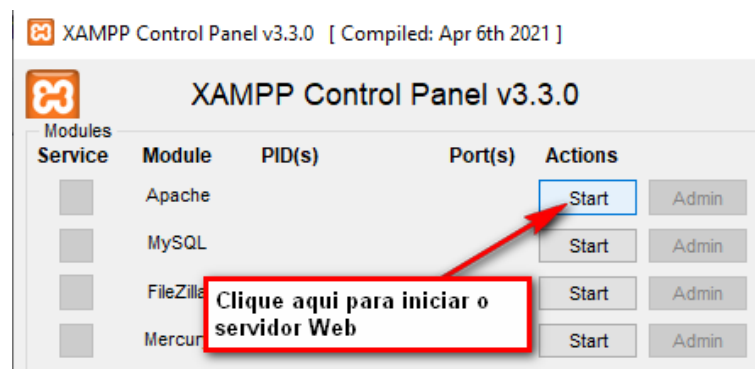 XAMPP Control Panel v3.3.0 [ Compiled: Apr 6th 2021 ]
XAMPP Control Panel v3.3.0
Modules
Service Module PID(s) Port(s) Actions
Apache Start Admin
MySQL Start Admin
FileZilla Start Admin
Clique aqui para iniciar o
servidor Web
Mercury Start Admin